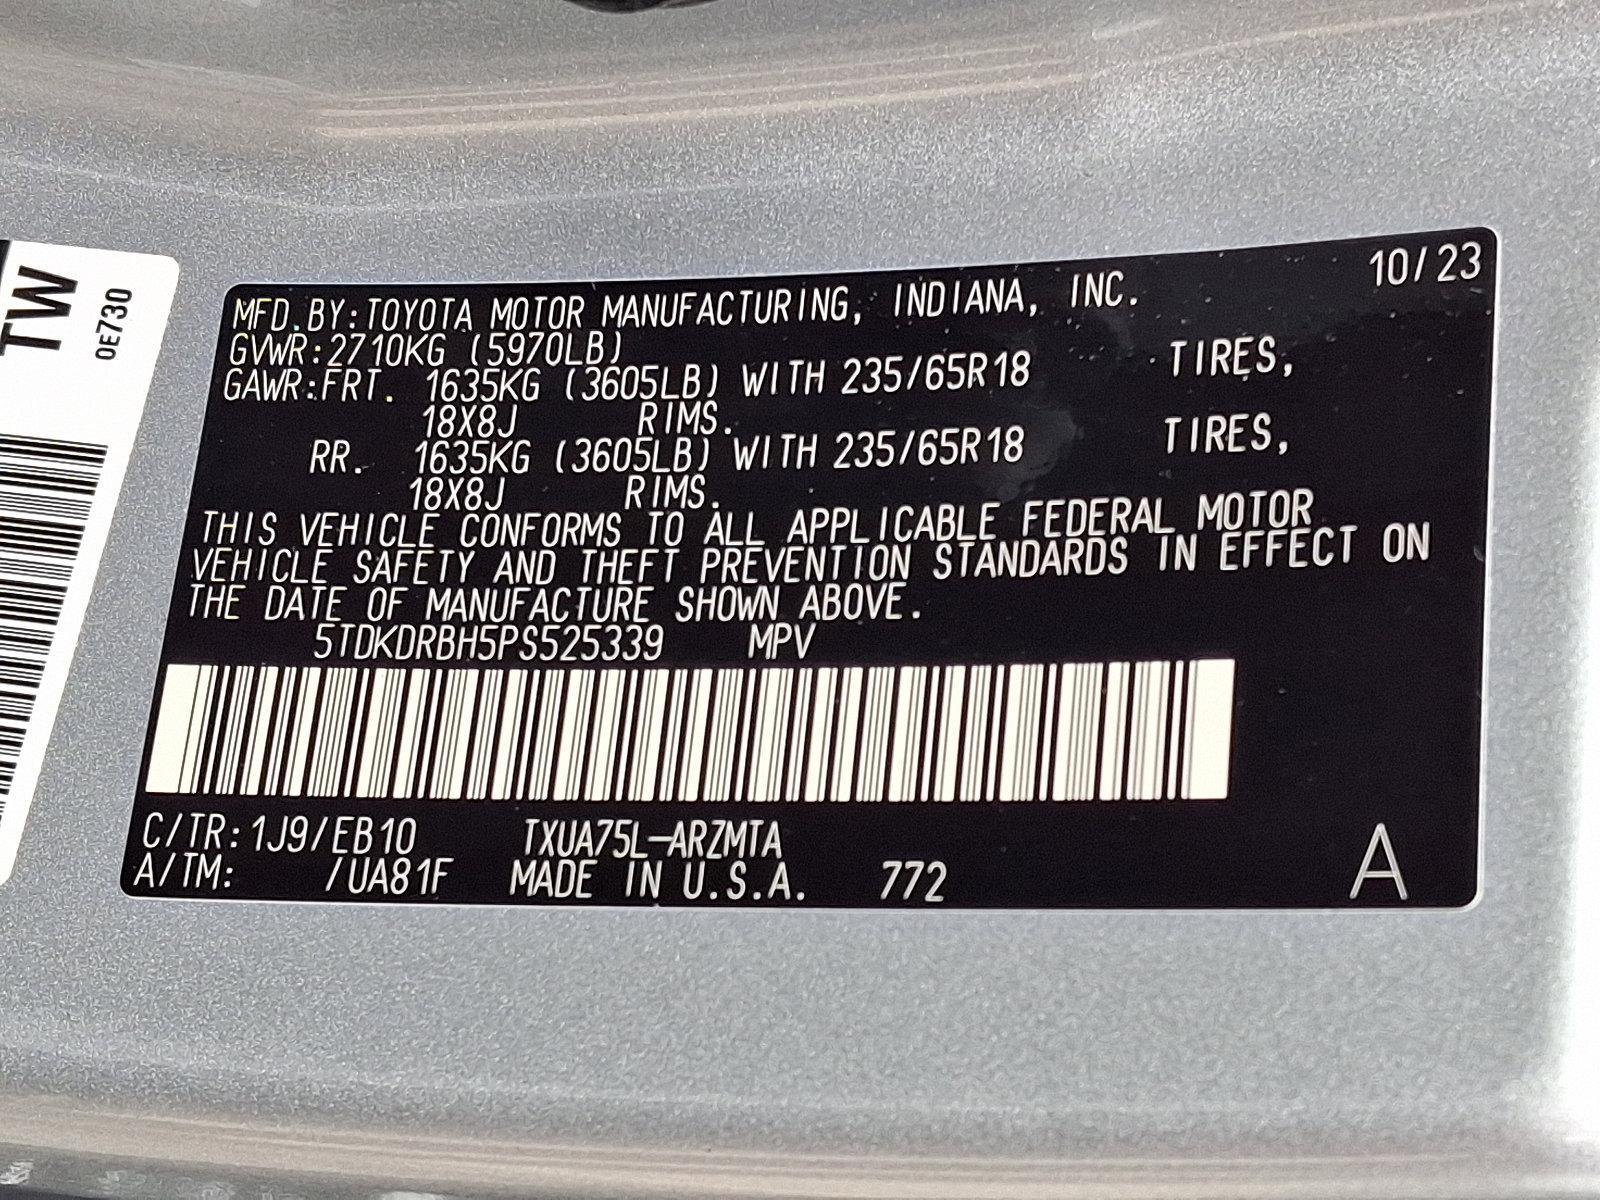 TW
0E730
10/23
MFD.BY:TOYOTA MOTOR MANUFACTURING, INDIANA, INC.
GVWR:2710KG (5970LB)
GAWR:FRT. 1635KG (3605LB) WITH 235/65R18 TIRES,
18X8J RIMS.
RR. 1635KG (3605LB) WITH 235/65R18 TIRES,
18X8J RIMS.
THIS VEHICLE CONFORMS TO ALL APPLICABLE FEDERAL MOTOR
VEHICLE SAFETY AND THEFT PREVENTION STANDARDS IN EFFECT ON
THE DATE OF MANUFACTURE SHOWN ABOVE.
5TDKDRBH5PS525339 MPV
C/TR:1J9/EB10 TXUA75L-ARZMTA
A/TM: /UA81F MADE IN U.S.A. 772
A